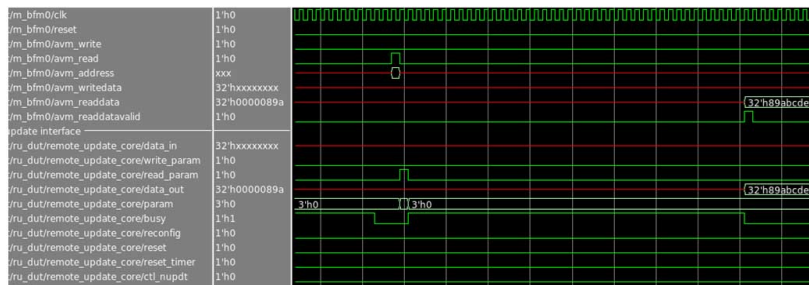 :/m_bfm0/clk 1'h0
:/m_bfm0/reset 1'h0
:/m_bfm0/avm_write 1'h0
:/m_bfm0/avm_read 1'h0
:/m_bfm0/avm_address xxx
:/m_bfm0/avm_writedata 32'hxxxxxxxx
:/m_bfm0/avm_readdata 32'h0000089a 32'h89abcde
:/m_bfm0/avm_readdatavalid 1'h0
update interface
:/ru_dut/remote_update_core/data_in 32'hxxxxxxxx
:/ru_dut/remote_update_core/write_param 1'h0
:/ru_dut/remote_update_core/read_param 1'h0
:/ru_dut/remote_update_core/data_out 32'h0000089a 32'h89abcde
:/ru_dut/remote_update_core/param 3'h0 3'h0 3'h0
:/ru_dut/remote_update_core/busy 1'h1
:/ru_dut/remote_update_core/reconfig 1'h0
:/ru_dut/remote_update_core/reset 1'h0
:/ru_dut/remote_update_core/reset_timer 1'h0
:/ru_dut/remote_update_core/ctl_nupdt 1'h0